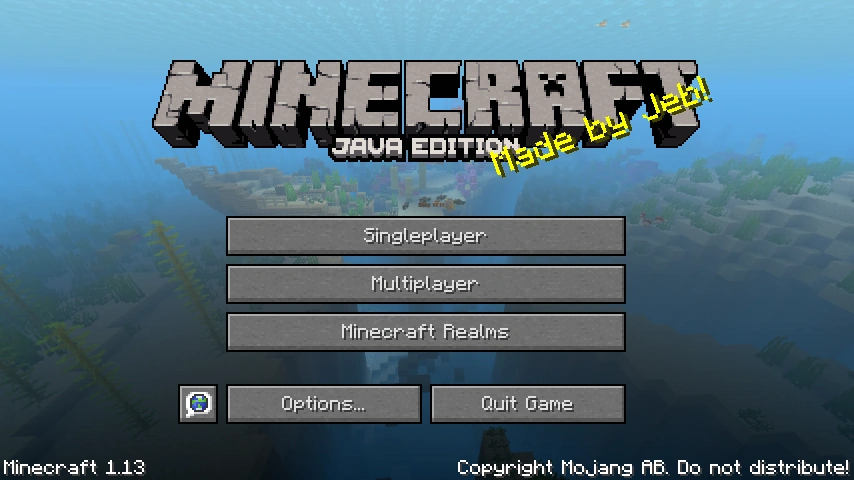 MINECRAFT
JAVA EDITION
Made by Jeb!
Singleplayer
Multiplayer
Minecraft Realms
Options...
Quit Game
Minecraft 1.13
Copyright Mojang AB. Do not distribute!